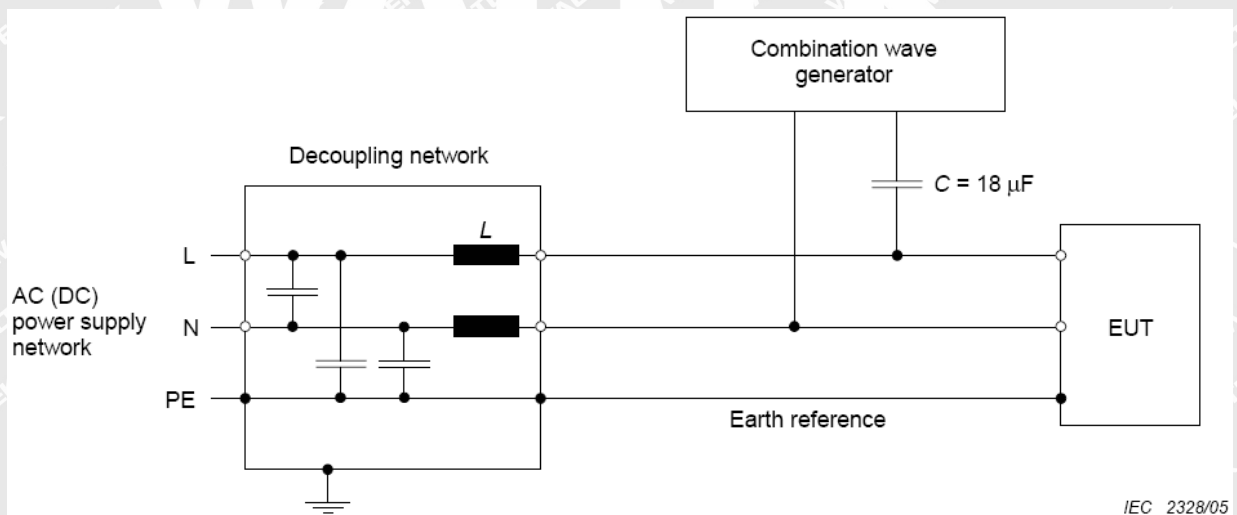 Combination wave
generator
Decoupling network
C = 18 μF
L
L
AC (DC)
power supply
network
N
EUT
PE
Earth reference
IEC 2328/05